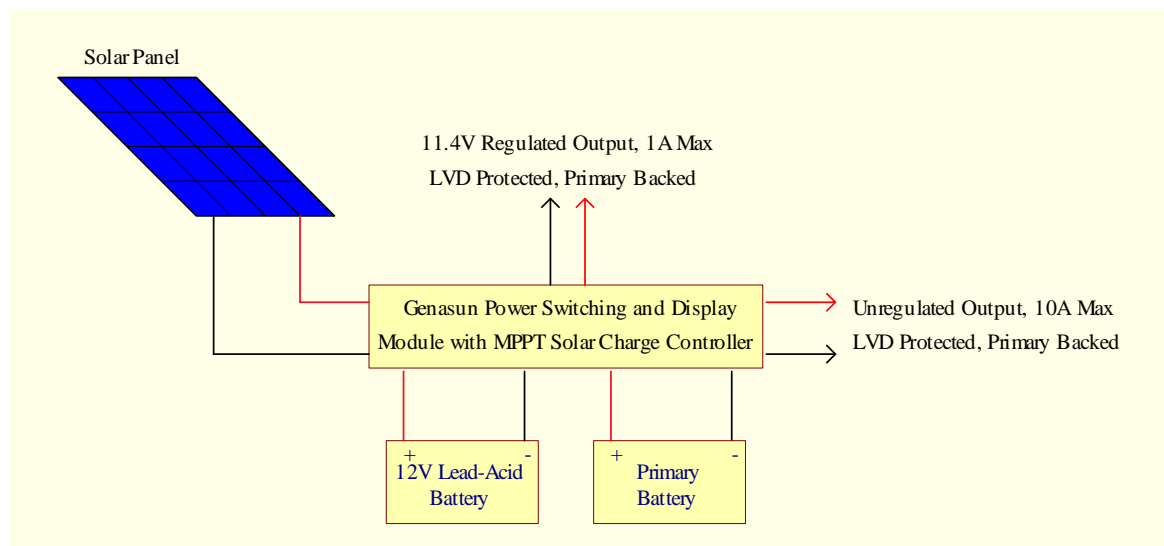 Solar Panel
11.4V Regulated Output, 1A Max
LVD Protected, Primary Backed
Genasun Power Switching and Display
Module with MPPT Solar Charge Controller
Unregulated Output, 10A Max
LVD Protected, Primary Backed
+ -
12V Lead-Acid
Battery
+ -
Primary
Battery